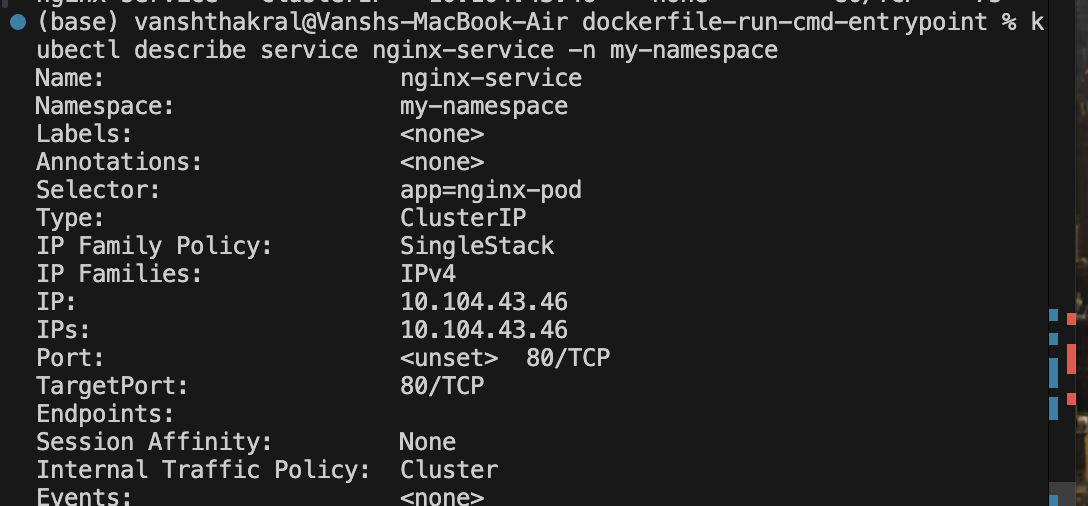 (base) vanshthakral@Vanshs-MacBook-Air dockerfile-run-cmd-entrypoint % k
ubectl describe service nginx-service -n my-namespace
Name: nginx-service
Namespace: my-namespace
Labels: <none>
Annotations: <none>
Selector: app=nginx-pod
Type: ClusterIP
IP Family Policy: SingleStack
IP Families: IPv4
IP: 10.104.43.46
IPs: 10.104.43.46
Port: <unset> 80/TCP
TargetPort: 80/TCP
Endpoints:
Session Affinity: None
Internal Traffic Policy: Cluster
Events: <none>